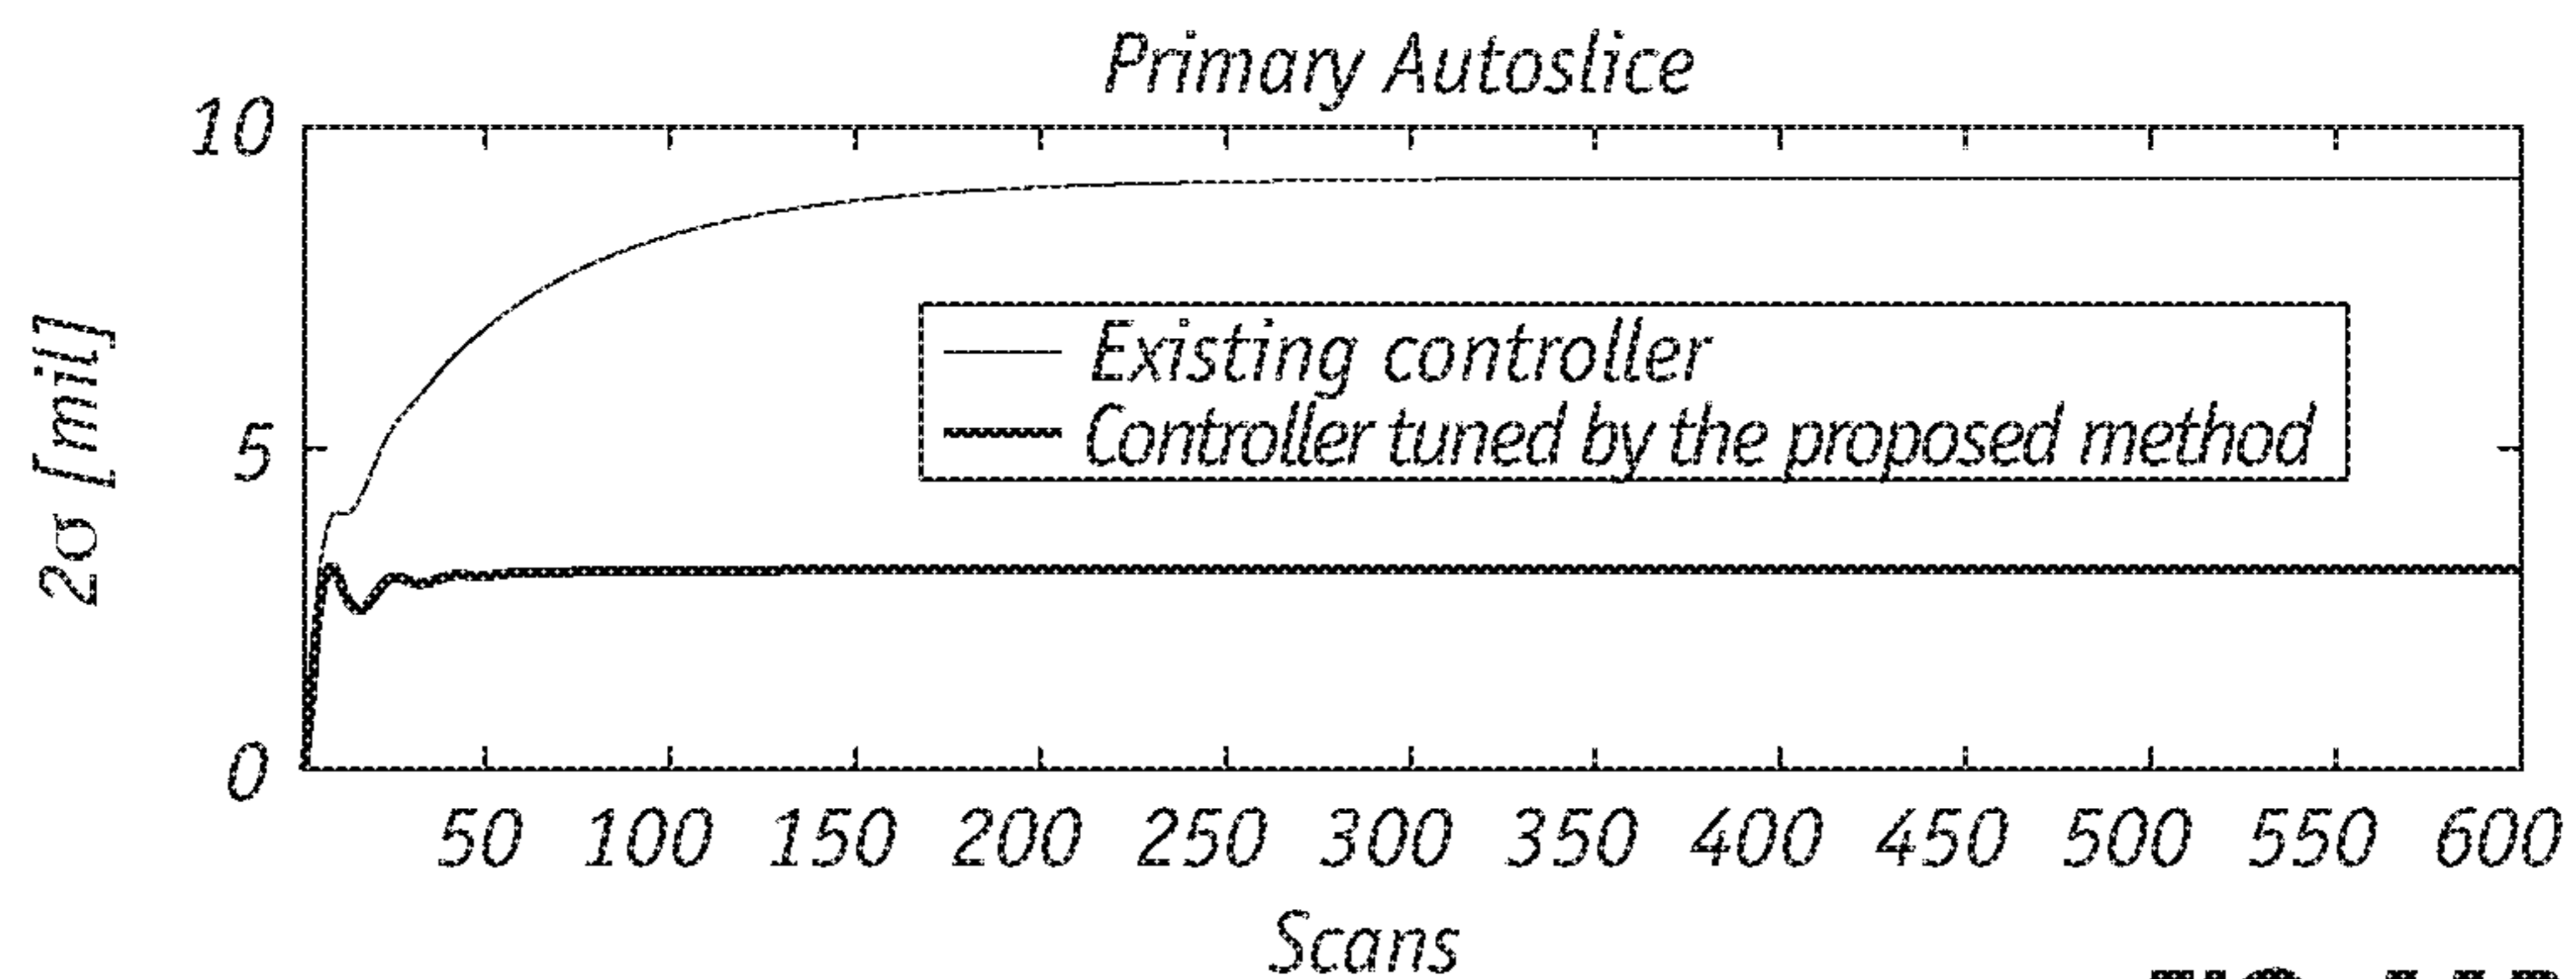 Primary Autoslice
10
5
0
2σ [mil]
Existing controller
Controller tuned by the proposed method
50 100 150 200 250 300 350 400 450 500 550 600
Scans